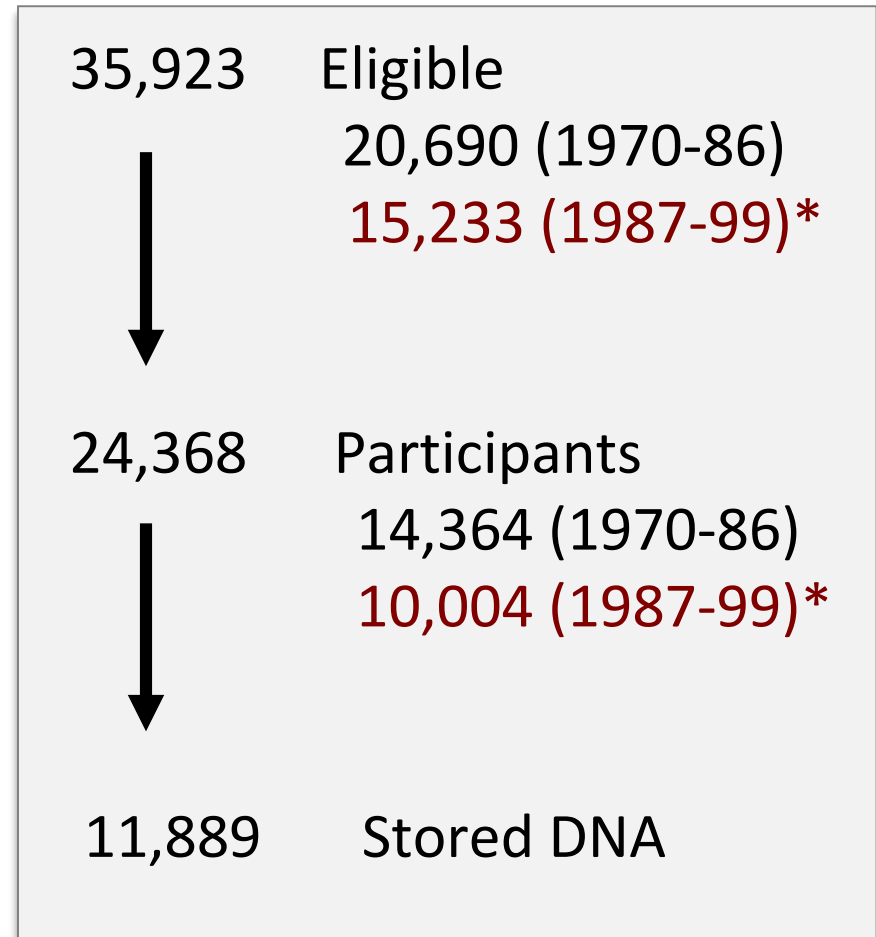 35,923 Eligible
20,690 (1970-86)
15,233 (1987-99)*
24,368 Participants
14,364 (1970-86)
10,004 (1987-99)*
11,889 Stored DNA